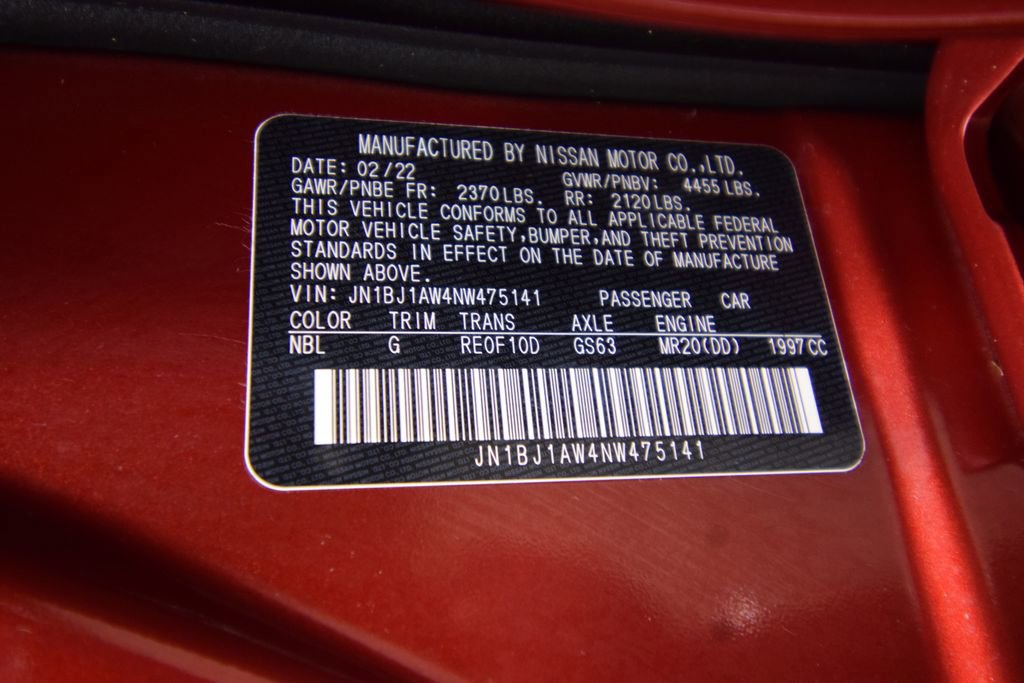 MANUFACTURED BY NISSAN MOTOR CO.,LTD.
DATE: 02/22 GVWR/PNBV: 4455 LBS.
GAWR/PNBE FR: 2370LBS. RR: 2120LBS.
THIS VEHICLE CONFORMS TO ALL APPLICABLE FEDERAL
MOTOR VEHICLE SAFETY,BUMPER,AND THEFT PREVENTION
STANDARDS IN EFFECT ON THE DATE OF MANUFACTURE
SHOWN ABOVE.
VIN: JN1BJ1AW4NW475141 PASSENGER CAR
COLOR TRIM TRANS AXLE ENGINE
NBL G RE0F10D GS63 MR20(DD) 1997CC
JN1BJ1AW4NW475141